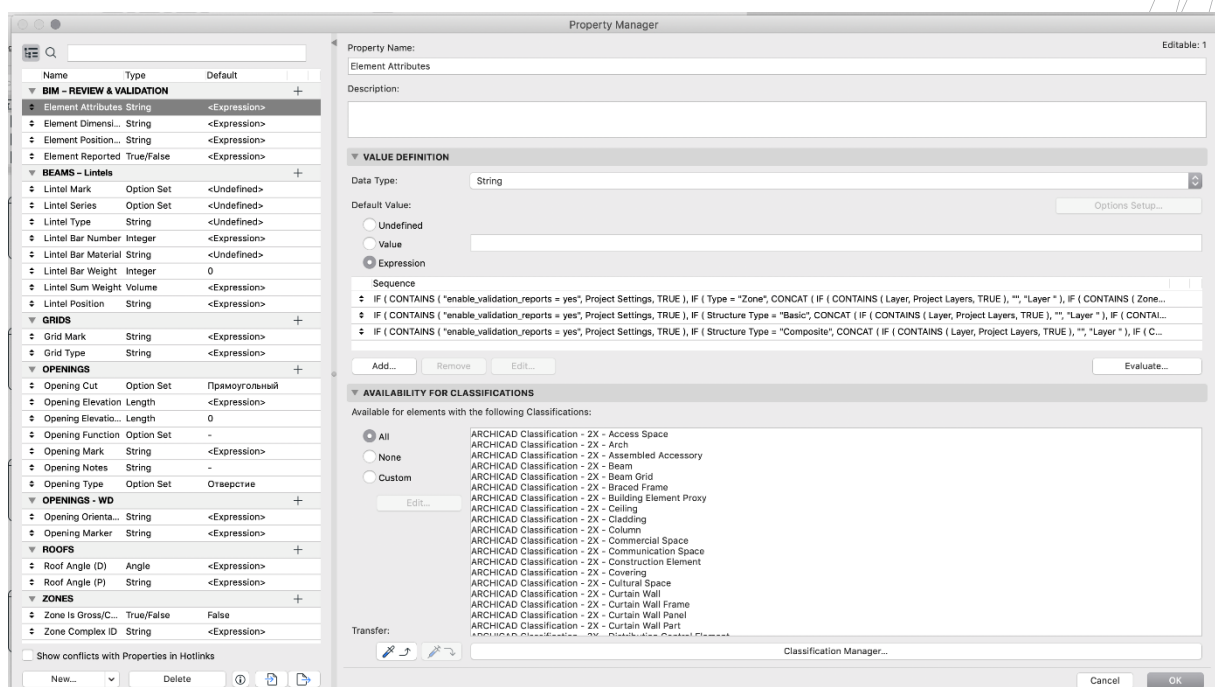 Property Manager
Name Type Default
BIM – REVIEW & VALIDATION
Element Attributes String <Expression>
Element Dimensi... String <Expression>
Element Position... String <Expression>
Element Reported True/False <Expression>
BEAMS – Lintels
Lintel Mark Option Set <Undefined>
Lintel Series Option Set <Undefined>
Lintel Type String <Undefined>
Lintel Bar Number Integer <Expression>
Lintel Bar Material String <Undefined>
Lintel Bar Weight Integer 0
Lintel Sum Weight Volume <Expression>
Lintel Position String <Expression>
GRIDS
Grid Mark String <Expression>
Grid Type String <Expression>
OPENINGS
Opening Cut Option Set Прямоугольный
Opening Elevation Length <Expression>
Opening Elevatio... Length 0
Opening Function Option Set -
Opening Mark String <Expression>
Opening Notes String -
Opening Type Option Set Отверстие
OPENINGS - WD
Opening Orienta... String <Expression>
Opening Marker String <Expression>
ROOFS
Roof Angle (D) Angle <Expression>
Roof Angle (P) String <Expression>
ZONES
Zone Is Gross/C... True/False False
Zone Complex ID String <Expression>
Show conflicts with Properties in Hotlinks
New... Delete
Property Name: Editable: 1
Element Attributes
Description:
VALUE DEFINITION
Data Type: String
Default Value: Options Setup...
Undefined
Value
Expression
Sequence
IF ( CONTAINS ( "enable_validation_reports = yes", Project Settings, TRUE ), IF ( Type = "Zone", CONCAT ( IF ( CONTAINS ( Layer, Project Layers, TRUE ), "", "Layer " ), IF ( CONTAINS ( Zone...
IF ( CONTAINS ( "enable_validation_reports = yes", Project Settings, TRUE ), IF ( Structure Type = "Basic", CONCAT ( IF ( CONTAINS ( Layer, Project Layers, TRUE ), "", "Layer " ), IF ( CONTAI...
IF ( CONTAINS ( "enable_validation_reports = yes", Project Settings, TRUE ), IF ( Structure Type = "Composite", CONCAT ( IF ( CONTAINS ( Layer, Project Layers, TRUE ), "", "Layer " ), IF ( C...
Add... Remove Edit... Evaluate...
AVAILABILITY FOR CLASSIFICATIONS
Available for elements with the following Classifications:
All
None
Custom
Edit...
ARCHICAD Classification - 2X - Access Space
ARCHICAD Classification - 2X - Arch
ARCHICAD Classification - 2X - Assembled Accessory
ARCHICAD Classification - 2X - Beam
ARCHICAD Classification - 2X - Beam Grid
ARCHICAD Classification - 2X - Braced Frame
ARCHICAD Classification - 2X - Building Element Proxy
ARCHICAD Classification - 2X - Ceiling
ARCHICAD Classification - 2X - Cladding
ARCHICAD Classification - 2X - Column
ARCHICAD Classification - 2X - Commercial Space
ARCHICAD Classification - 2X - Communication Space
ARCHICAD Classification - 2X - Construction Element
ARCHICAD Classification - 2X - Covering
ARCHICAD Classification - 2X - Cultural Space
ARCHICAD Classification - 2X - Curtain Wall
ARCHICAD Classification - 2X - Curtain Wall Frame
ARCHICAD Classification - 2X - Curtain Wall Panel
ARCHICAD Classification - 2X - Curtain Wall Part
ARCHICAD Classification - 2X - Distribution Control Element
Transfer:
Classification Manager...
Cancel OK